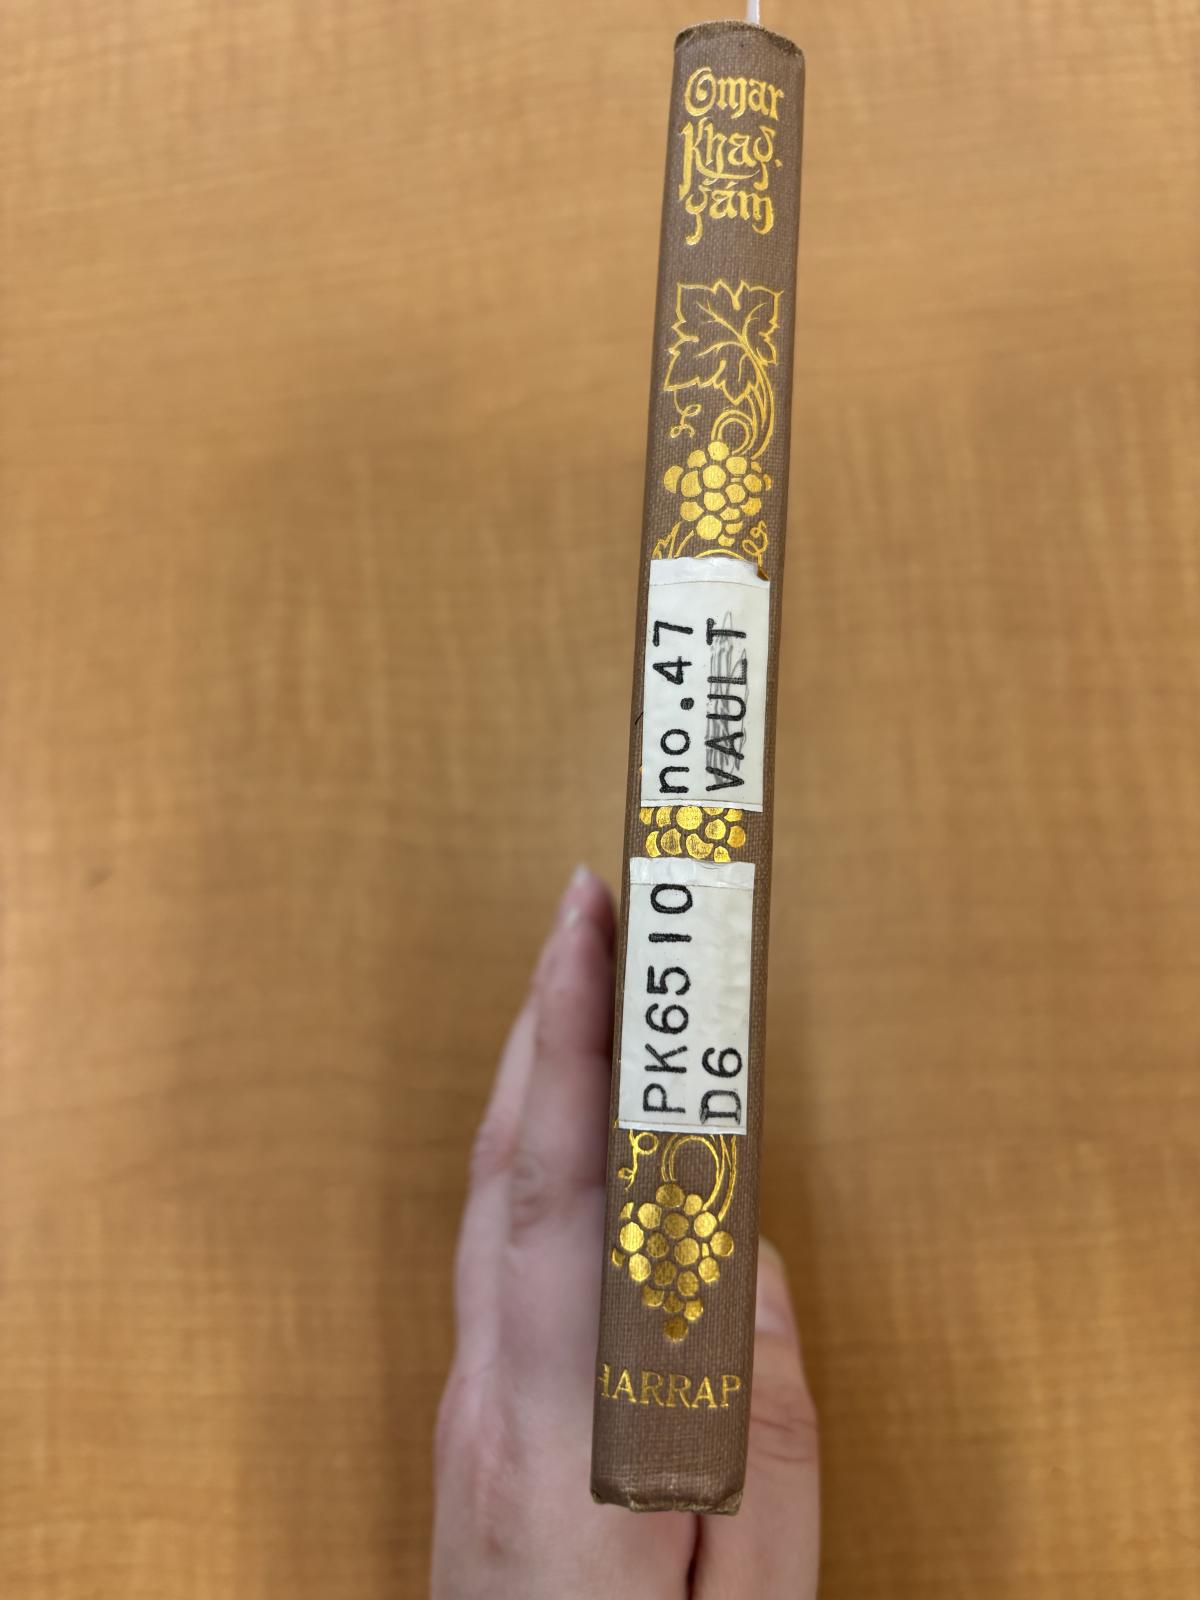 Omar
Khay.
yám
no.47
VAULT
PK6510
D6
HARRAP